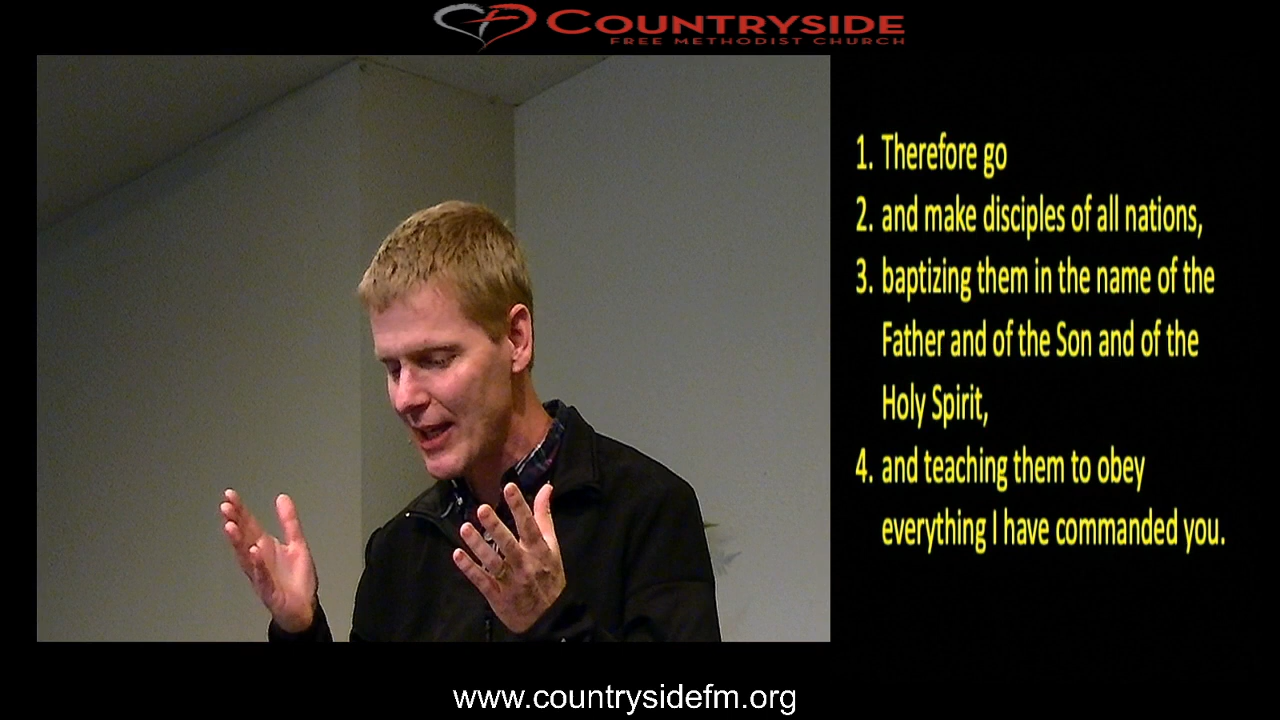 COUNTRYSIDE
FREE METHODIST CHURCH
1. Therefore go
2. and make disciples of all nations,
3. baptizing them in the name of the
Father and of the Son and of the
Holy Spirit,
4. and teaching them to obey
everything I have commanded you.
www.countrysidefm.org